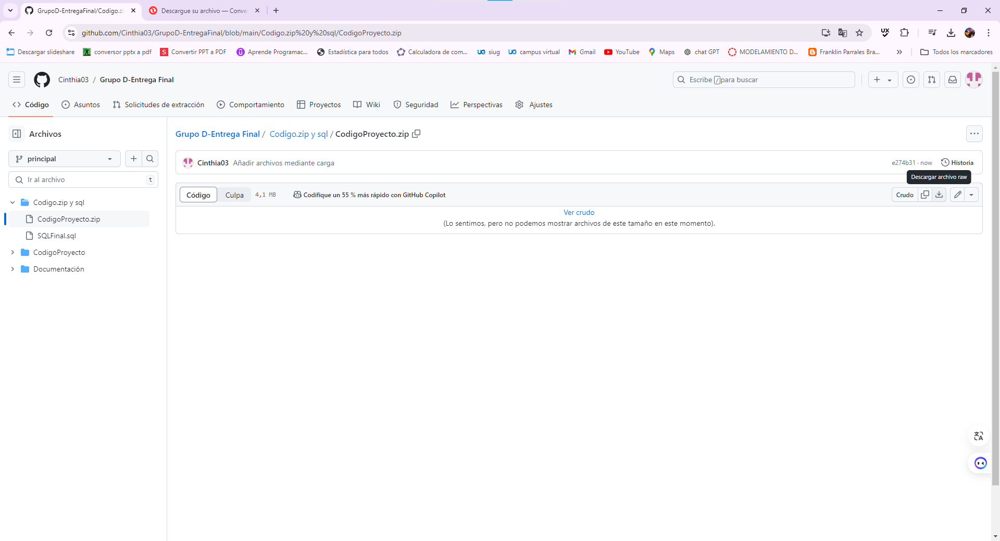 GrupoD-EntregaFinal/Codigo.zi
Descargue su archivo — Conve
github.com/Cinthia03/GrupoD-EntregaFinal/blob/main/Codigo.zip%20y%20sql/CodigoProyecto.zip
UX
Descargar slideshare
conversor pptx a pdf
S Convertir PPT a PDF
Aprende Programac...
Estadística para todos
Calculadora de com...
UG siug
UG campus virtual
Gmail
YouTube
Maps
chat GPT
MODELAMIENTO D...
Franklin Parrales Bra...
Todos los marcadores
Cinthia03 / Grupo D-Entrega Final
Escribe / para buscar
Código
Asuntos
Solicitudes de extracción
Comportamiento
Proyectos
Wiki
Seguridad
Perspectivas
Ajustes
Archivos
principal
Ir al archivo
t
Codigo.zip y sql
CodigoProyecto.zip
SQLFinal.sql
CodigoProyecto
Documentación
Grupo D-Entrega Final / Codigo.zip y sql / CodigoProyecto.zip
Cinthia03 Añadir archivos mediante carga
e274b31 · now
Historia
Descargar archivo raw
Código
Culpa
4,1 MB
Codifique un 55 % más rápido con GitHub Copilot
Crudo
Ver crudo
(Lo sentimos, pero no podemos mostrar archivos de este tamaño en este momento).